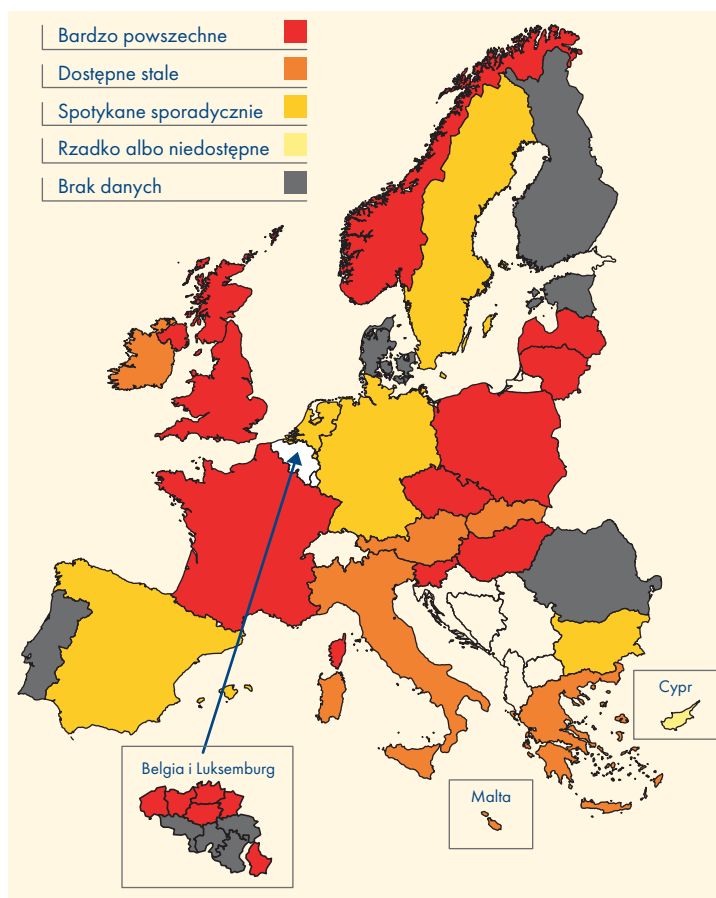 Bardzo powszechne
Dostępne stale
Spotykane sporadycznie
Rzadko albo niedostępne
Brak danych
Cypr
Belgia i Luksemburg
Malta